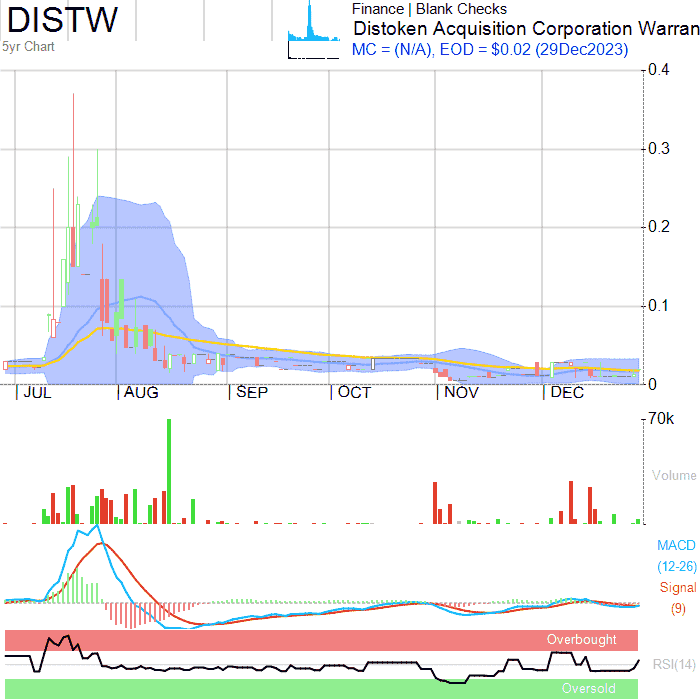 DISTW
Finance | Blank Checks
Distoken Acquisition Corporation Warran
5yr Chart
MC = (N/A), EOD = $0.02 (29Dec2023)
0.4
0.3
0.2
0.1
0
JUL
AUG
SEP
OCT
NOV
DEC
70k
Volume
MACD
(12-26)
Signal
(9)
Overbought
RSI(14)
Oversold